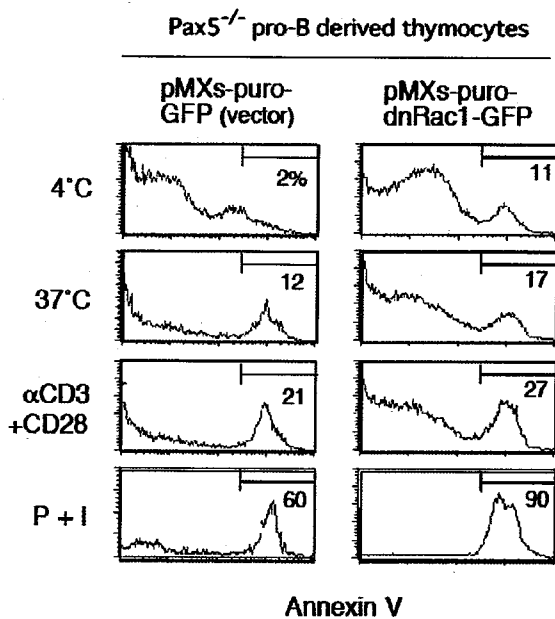 Pax5-/- pro-B derived thymocytes
pMXs-puro- pMXs-puro-
GFP (vector) dnRac1-GFP
4°C 2% 11
37°C 12 17
αCD3
+CD28 21 27
P + I 60 90
Annexin V